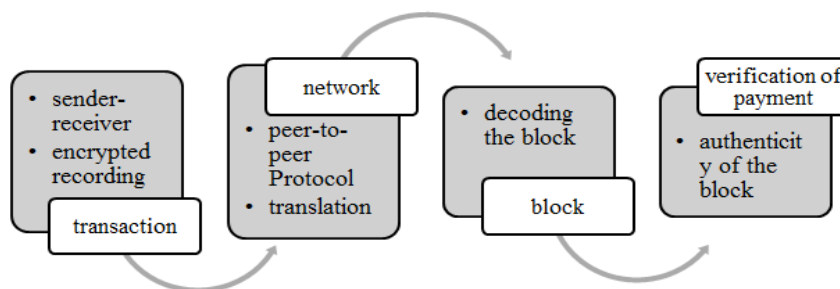 • sender-
receiver
• encrypted
recording
transaction
network
• peer-to-
peer
Protocol
• translation
• decoding
the block
block
verification of
payment
• authenticit
y of the
block